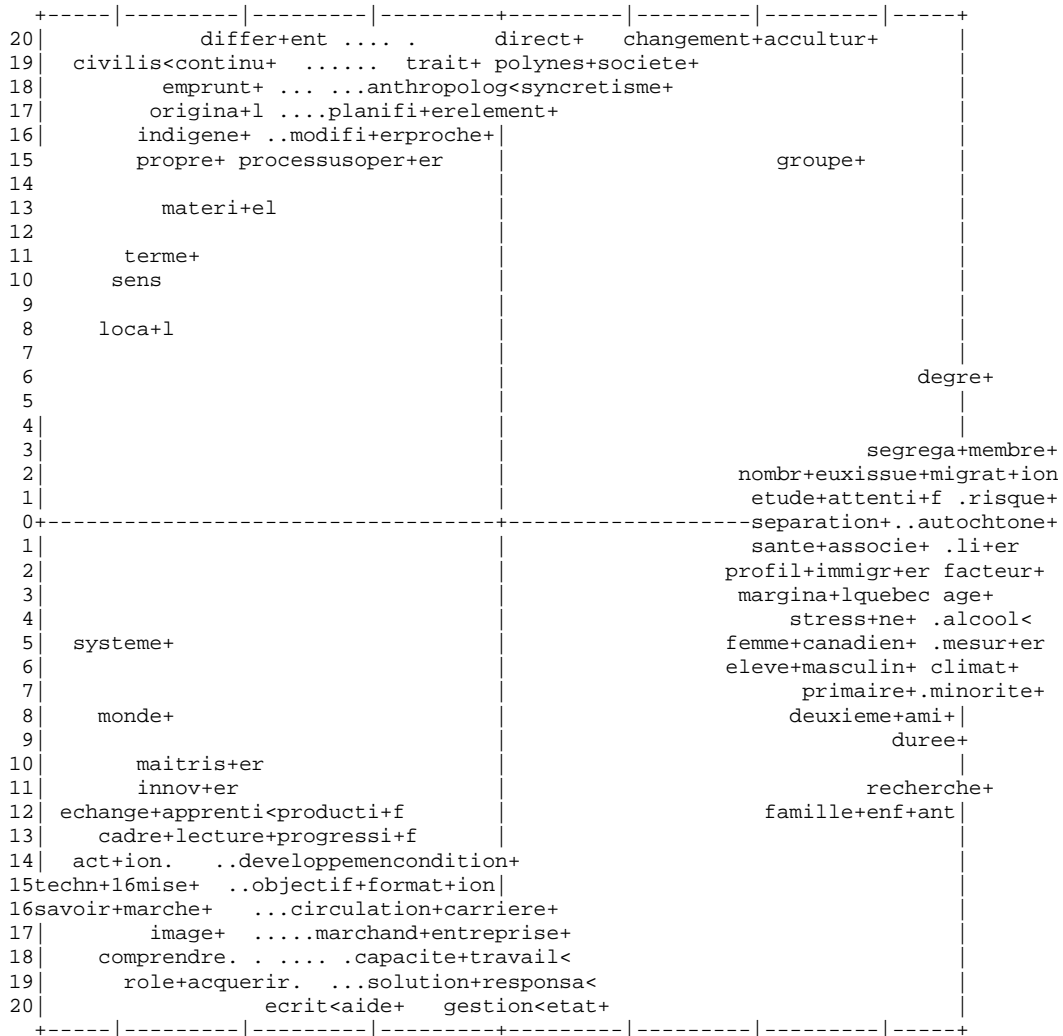 +-----|---------|---------|---------+---------|---------|---------|-----+
20| differ+ent .... . direct+ changement+accultur+ |
19| civilis<continu+ ...... trait+ polynes+societe+ |
18| emprunt+ ... ...anthropolog<syncretisme+ |
17| origina+l ....planifi+erelement+ |
16| indigene+ ..modifi+erproche+| |
15 propre+ processusoper+er | groupe+ |
14 | |
13 materi+el | |
12 | |
11 terme+ | |
10 sens | |
9 | |
8 loca+l | |
7 | |
6 | degre+
5 | |
4| | |
3| | segrega+membre+
2| | nombr+euxissue+migrat+ion
1| | etude+attenti+f .risque+
0+-----------------------------------+-------------------separation+..autochtone+
1| | sante+associe+ .li+er
2| | profil+immigr+er facteur+
3| | margina+lquebec age+
4| | stress+ne+ .alcool<
5| systeme+ | femme+canadien+ .mesur+er
6| | eleve+masculin+ climat+
7| | primaire+.minorite+
8| monde+ | deuxieme+ami+|
9| | duree+
10| maitris+er | |
11| innov+er | recherche+
12| echange+apprenti<producti+f | famille+enf+ant|
13| cadre+lecture+progressi+f | |
14| act+ion. ..developpemencondition+ |
15techn+16mise+ ..objectif+format+ion| |
16savoir+marche+ ...circulation+carriere+ |
17| image+ .....marchand+entreprise+ |
18| comprendre. . .... .capacite+travail< |
19| role+acquerir. ...solution+responsa< |
20| ecrit<aide+ gestion<etat+ |
+-----|---------|---------|---------+---------|---------|---------|-----+